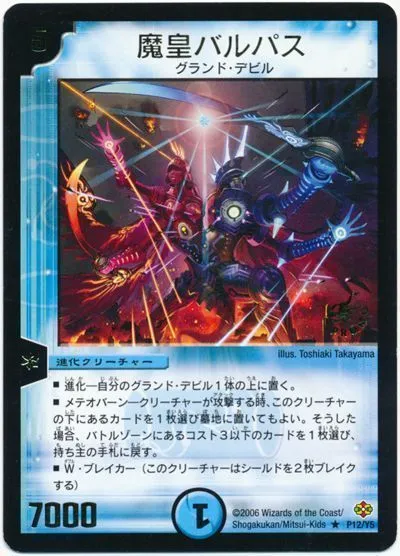 魔皇バルパス
グランド・デビル
illus. Toshiaki Takayama
進化クリーチャー
■ 進化―自分のグランド・デビル1体の上に置く。
■ メテオバーン―クリーチャーが攻撃する時、このクリーチャー
の下にあるカードを1枚選び墓地に置いてもよい。そうした
場合、バトルゾーンにあるコスト3以下のカードを1枚選び、
持ち主の手札に戻す。
■ W・ブレイカー（このクリーチャーはシールドを2枚ブレイク
する）
7000
1
©2006 Wizards of the Coast/
Shogakukan/Mitsui-Kids ★ P12/Y5